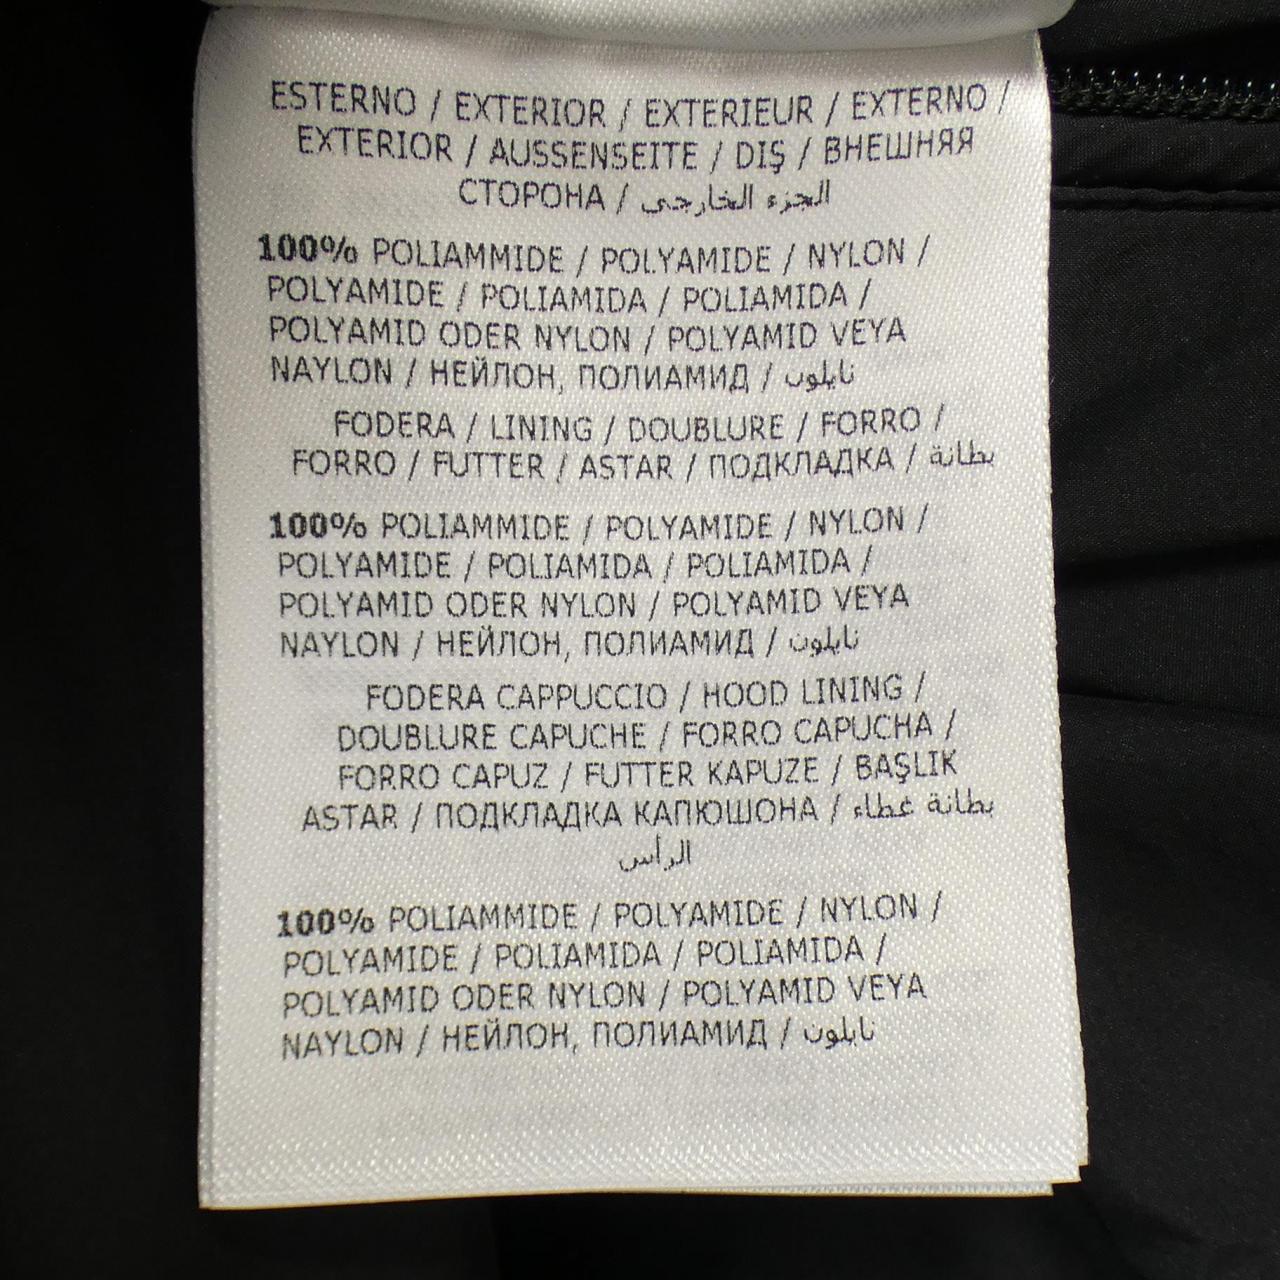 ESTERNO / EXTERIOR / EXTERIEUR / EXTERNO /
EXTERIOR / AUSSENSEITE / DIŞ / ВНЕШНЯЯ
СТОРОНА / الجزء الخارجي
100% POLIAMMIDE / POLYAMIDE / NYLON /
POLYAMIDE / POLIAMIDA / POLIAMIDA /
POLYAMID ODER NYLON / POLYAMID VEYA
NAYLON / НЕЙЛОН, ПОЛИАМИД / نايلون
FODERA / LINING / DOUBLURE / FORRO /
FORRO / FUTTER / ASTAR / ПОДКЛАДКА / بطانة
100% POLIAMMIDE / POLYAMIDE / NYLON /
POLYAMIDE / POLIAMIDA / POLIAMIDA /
POLYAMID ODER NYLON / POLYAMID VEYA
NAYLON / НЕЙЛОН, ПОЛИАМИД / نايلون
FODERA CAPPUCCIO / HOOD LINING /
DOUBLURE CAPUCHE / FORRO CAPUCHA /
FORRO CAPUZ / FUTTER KAPUZE / BAŞLIK
ASTAR / ПОДКЛАДКА КАПЮШОНА / بطانة غطاء
الرأس
100% POLIAMMIDE / POLYAMIDE / NYLON /
POLYAMIDE / POLIAMIDA / POLIAMIDA /
POLYAMID ODER NYLON / POLYAMID VEYA
NAYLON / НЕЙЛОН, ПОЛИАМИД / نايلون